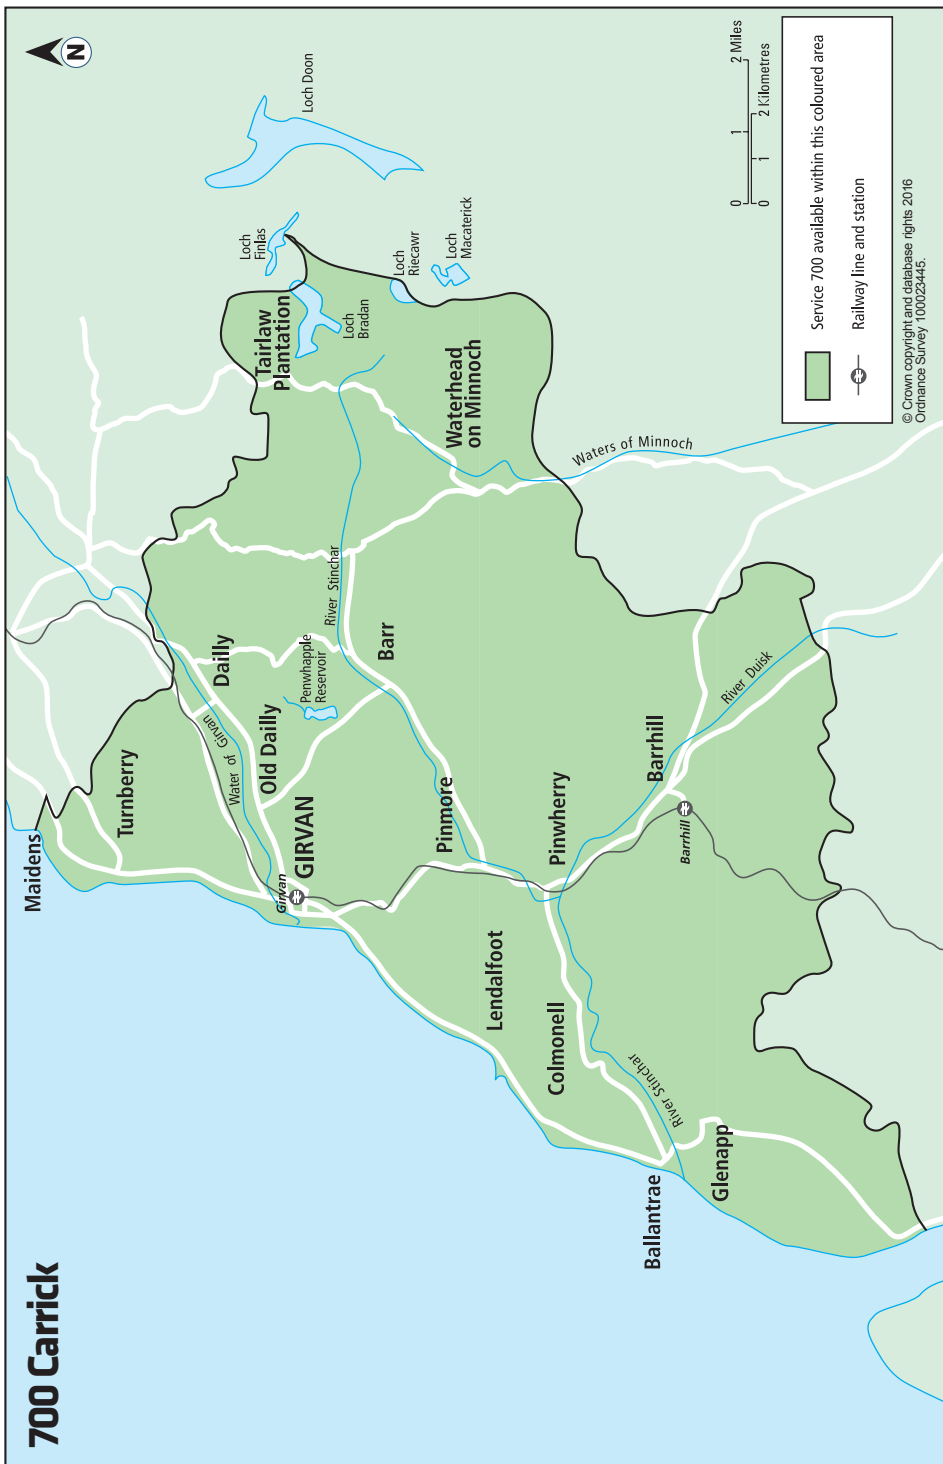 700 Carrick
N
Maidens
Turnberry
Dailly
Old Dailly
GIRVAN
Girvan
Water of Girvan
Penwhapple
Reservoir
River Stinchar
Barr
Tairlaw
Plantation
Loch
Finlas
Loch Doon
Loch
Bradan
Loch
Riecawr
Loch
Macaterick
Waterhead
on Minnoch
Waters of Minnoch
Pinmore
Pinwherry
Lendalfoot
Colmonell
Barrhill
Barrhill
River Duisk
River Stinchar
Ballantrae
Glenapp
0 1 2 Miles
0 1 2 Kilometres
Service 700 available within this coloured area
Railway line and station
© Crown copyright and database rights 2016
Ordnance Survey 100023445.